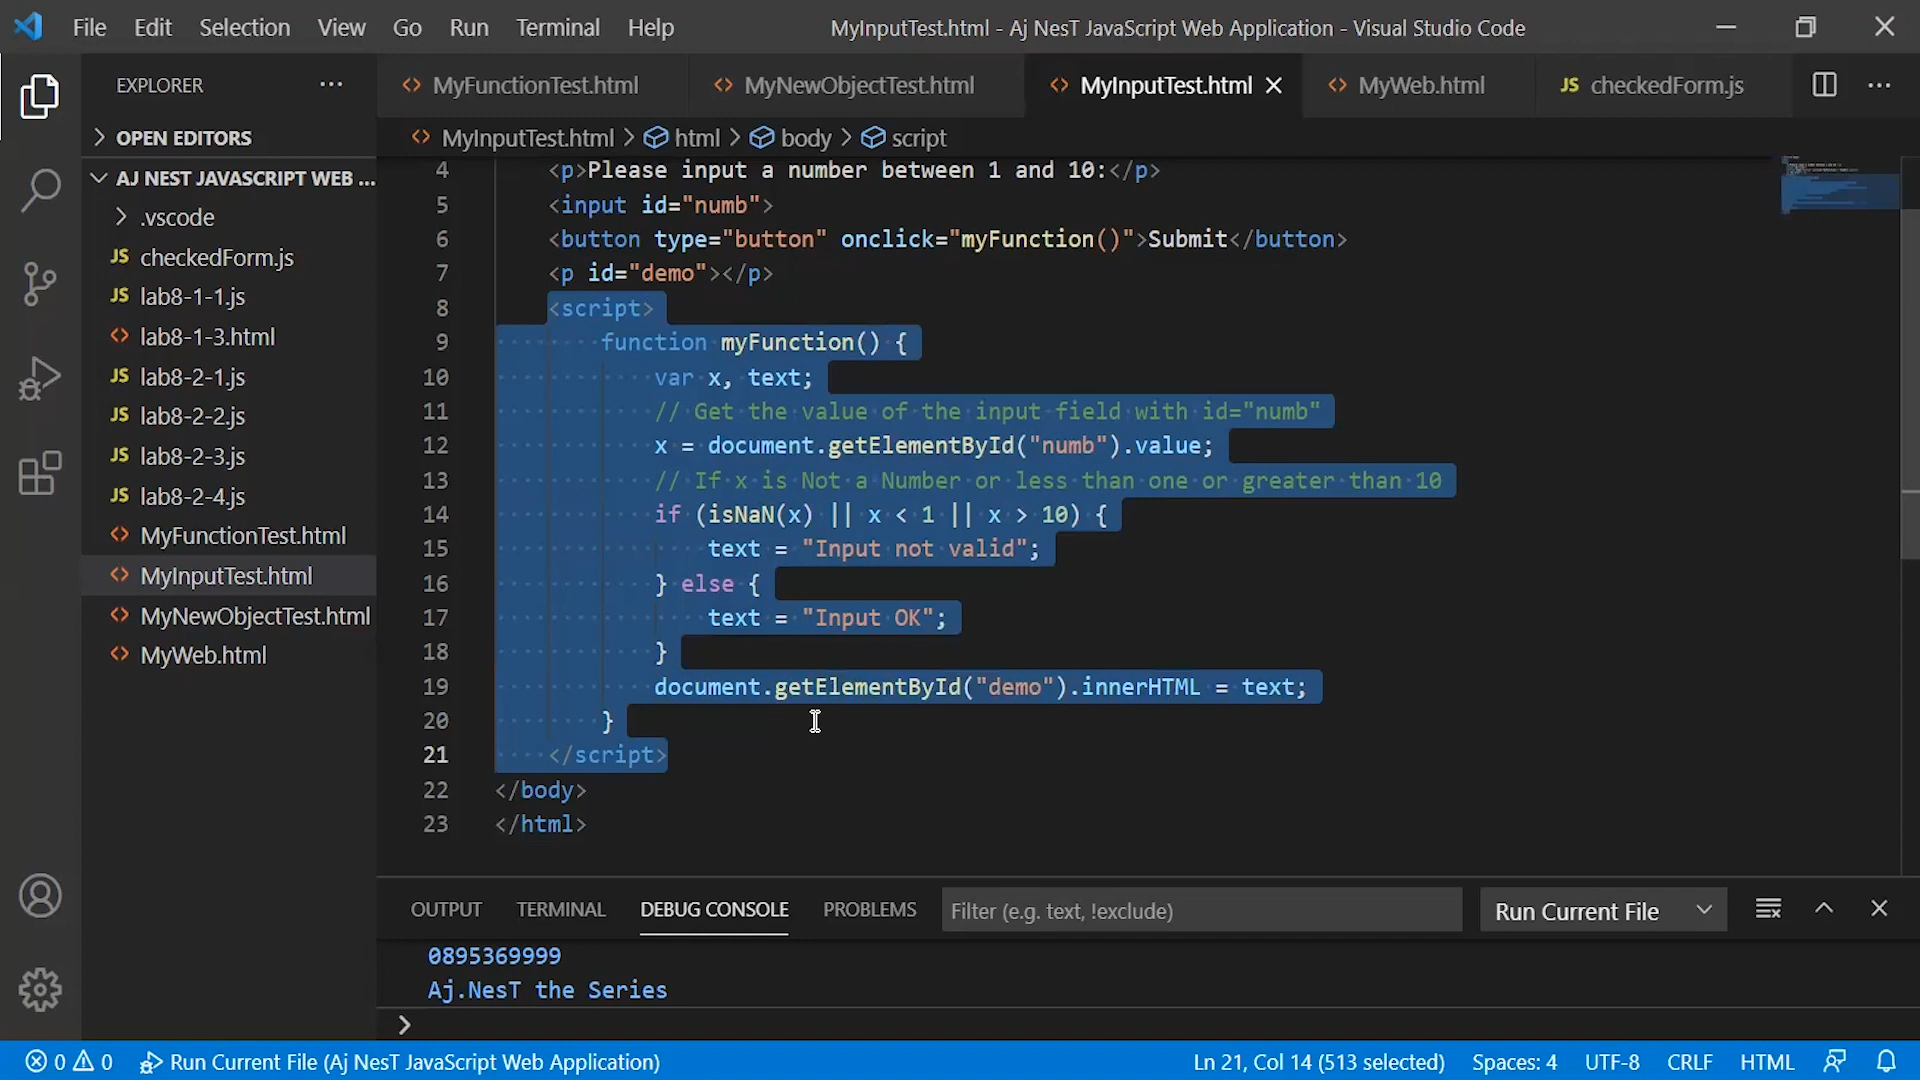 File Edit Selection View Go Run Terminal Help MyInputTest.html - Aj NesT JavaScript Web Application - Visual Studio Code
EXPLORER
MyFunctionTest.html MyNewObjectTest.html MyInputTest.html MyWeb.html JS checkedForm.js
OPEN EDITORS
MyInputTest.html > html > body > script
AJ NEST JAVASCRIPT WEB ...
.vscode
JS checkedForm.js
JS lab8-1-1.js
lab8-1-3.html
JS lab8-2-1.js
JS lab8-2-2.js
JS lab8-2-3.js
JS lab8-2-4.js
MyFunctionTest.html
MyInputTest.html
MyNewObjectTest.html
MyWeb.html
4 <p>Please input a number between 1 and 10:</p>
5 <input id="numb">
6 <button type="button" onclick="myFunction()">Submit</button>
7 <p id="demo"></p>
8 <script>
9 function myFunction() {
10 var x, text;
11 // Get the value of the input field with id="numb"
12 x = document.getElementById("numb").value;
13 // If x is Not a Number or less than one or greater than 10
14 if (isNaN(x) || x < 1 || x > 10) {
15 text = "Input not valid";
16 } else {
17 text = "Input OK";
18 }
19 document.getElementById("demo").innerHTML = text;
20 }
21 </script>
22 </body>
23 </html>
OUTPUT TERMINAL DEBUG CONSOLE PROBLEMS Filter (e.g. text, !exclude) Run Current File
0895369999
Aj.NesT the Series
0 0 Run Current File (Aj NesT JavaScript Web Application) Ln 21, Col 14 (513 selected) Spaces: 4 UTF-8 CRLF HTML